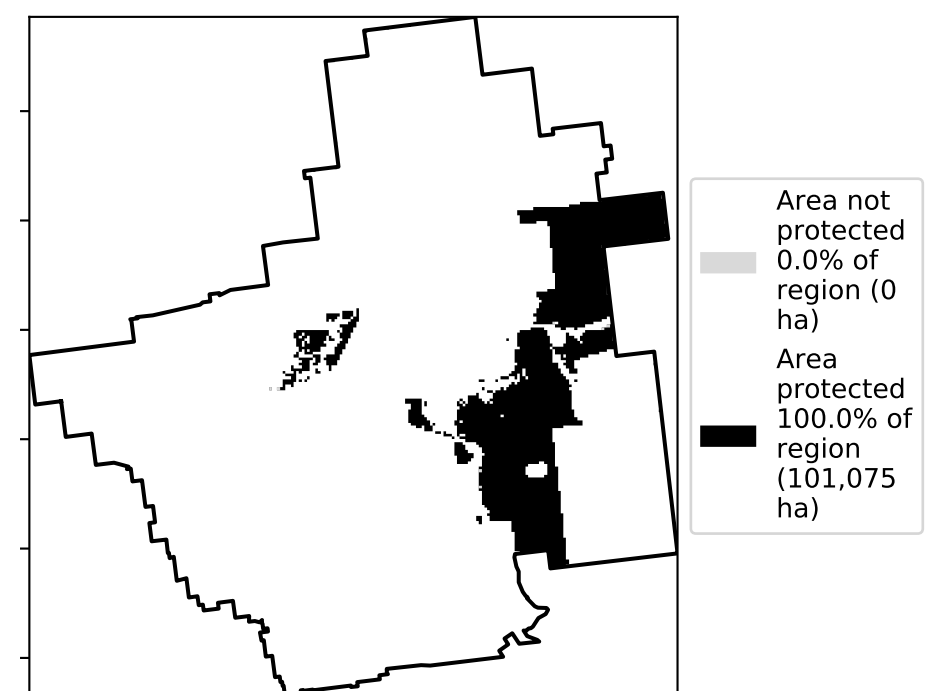 Area not
protected
0.0% of
region (0
ha)
Area
protected
100.0% of
region
(101,075
ha)